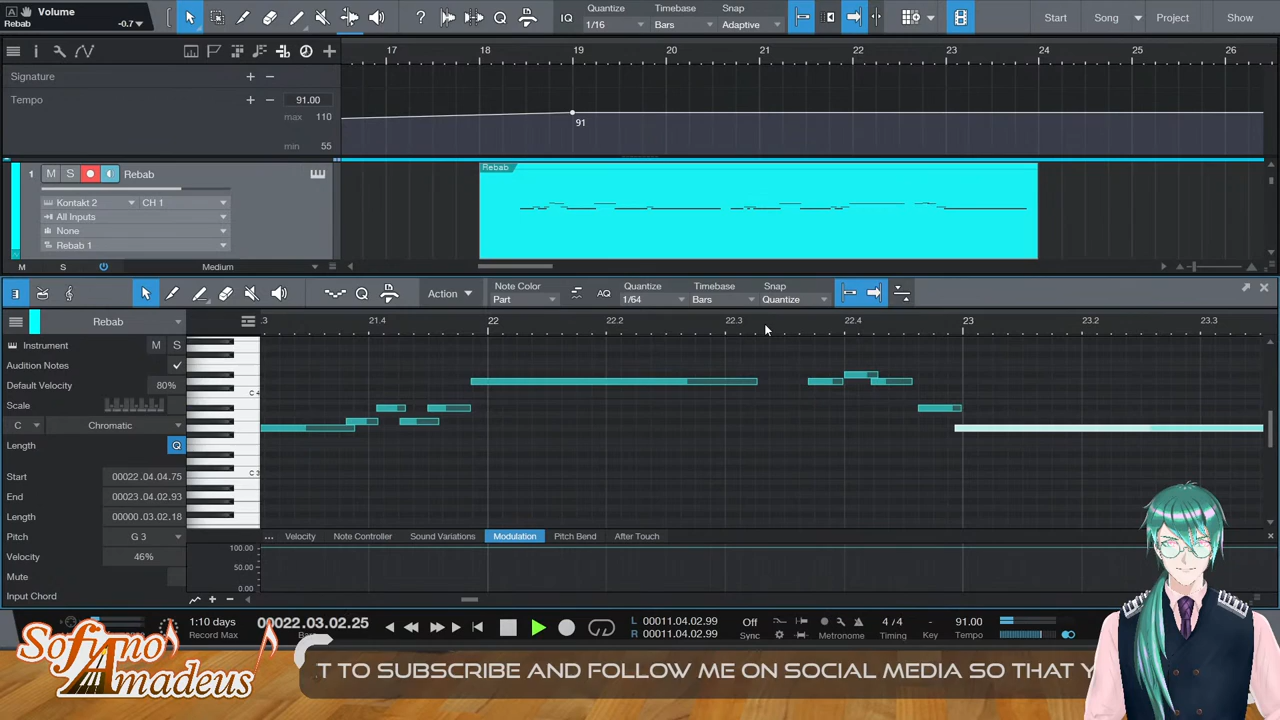 Volume
Rebab -0.7
? IQ Quantize 1/16 Timebase Bars Snap Adaptive
Start Song Project Show
17 18 19 20 21 22 23 24 25 26
Signature + −
Tempo + − 91.00
max 110
min 55
91
1 M S Rebab
Kontakt 2 CH 1
All Inputs
None
Rebab 1
M S Medium
Rebab
Action Note Color Part AQ Quantize 1/64 Timebase Bars Snap Quantize
Rebab
.3 21.4 22 22.2 22.3 22.4 23 23.2 23.3
Instrument M S
Audition Notes
Default Velocity 80%
Scale
C Chromatic
Length Q
Start 00022.04.04.75
End 00023.04.02.93
Length 00000.03.02.18
Pitch G 3
Velocity 46%
Mute
Input Chord
C 4
C 3
... Velocity Note Controller Sound Variations Modulation Pitch Bend After Touch
100.00
50.00
0.00
1:10 days
Record Max
00022.03.02.25
Bars
L 00011.04.02.99
R 00011.04.02.99
Off
Sync
Metronome
4/4
Timing
-
Key
91.00
Tempo
Sofiano
Amadeus
T TO SUBSCRIBE AND FOLLOW ME ON SOCIAL MEDIA SO THAT Y